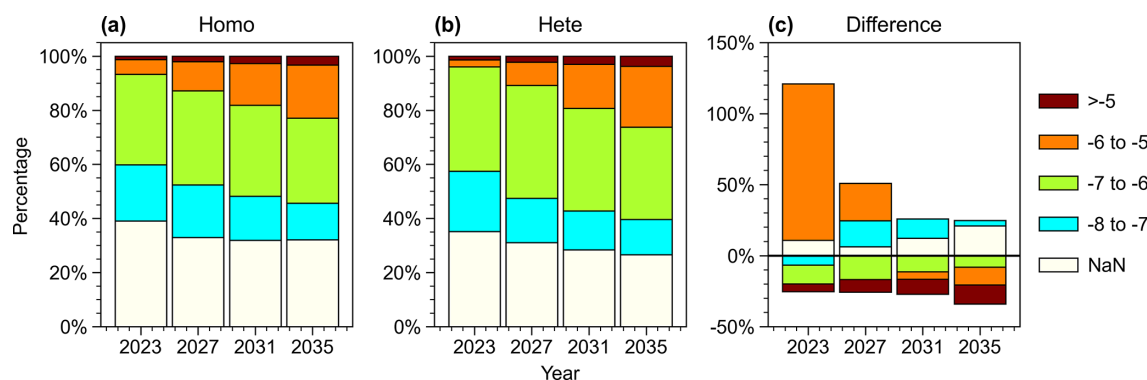 (a) Homo
(b) Hete
(c) Difference
Percentage
100%
80%
60%
40%
20%
0%
2023 2027 2031 2035
100%
80%
60%
40%
20%
0%
2023 2027 2031 2035
Year
150%
100%
50%
0%
-50%
2023 2027 2031 2035
>-5
-6 to -5
-7 to -6
-8 to -7
NaN